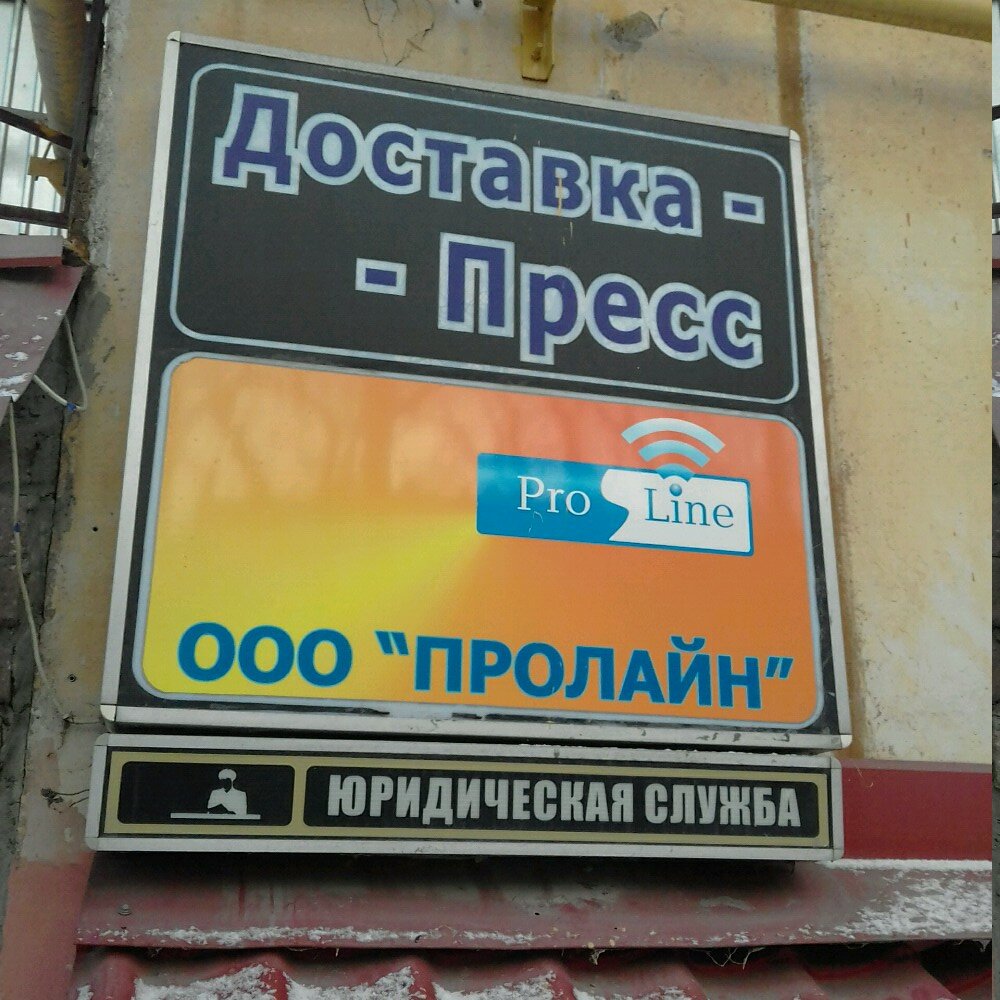 Доставка -
- Пресс
Pro Line
ООО "ПРОЛАЙН"
ЮРИДИЧЕСКАЯ СЛУЖБА